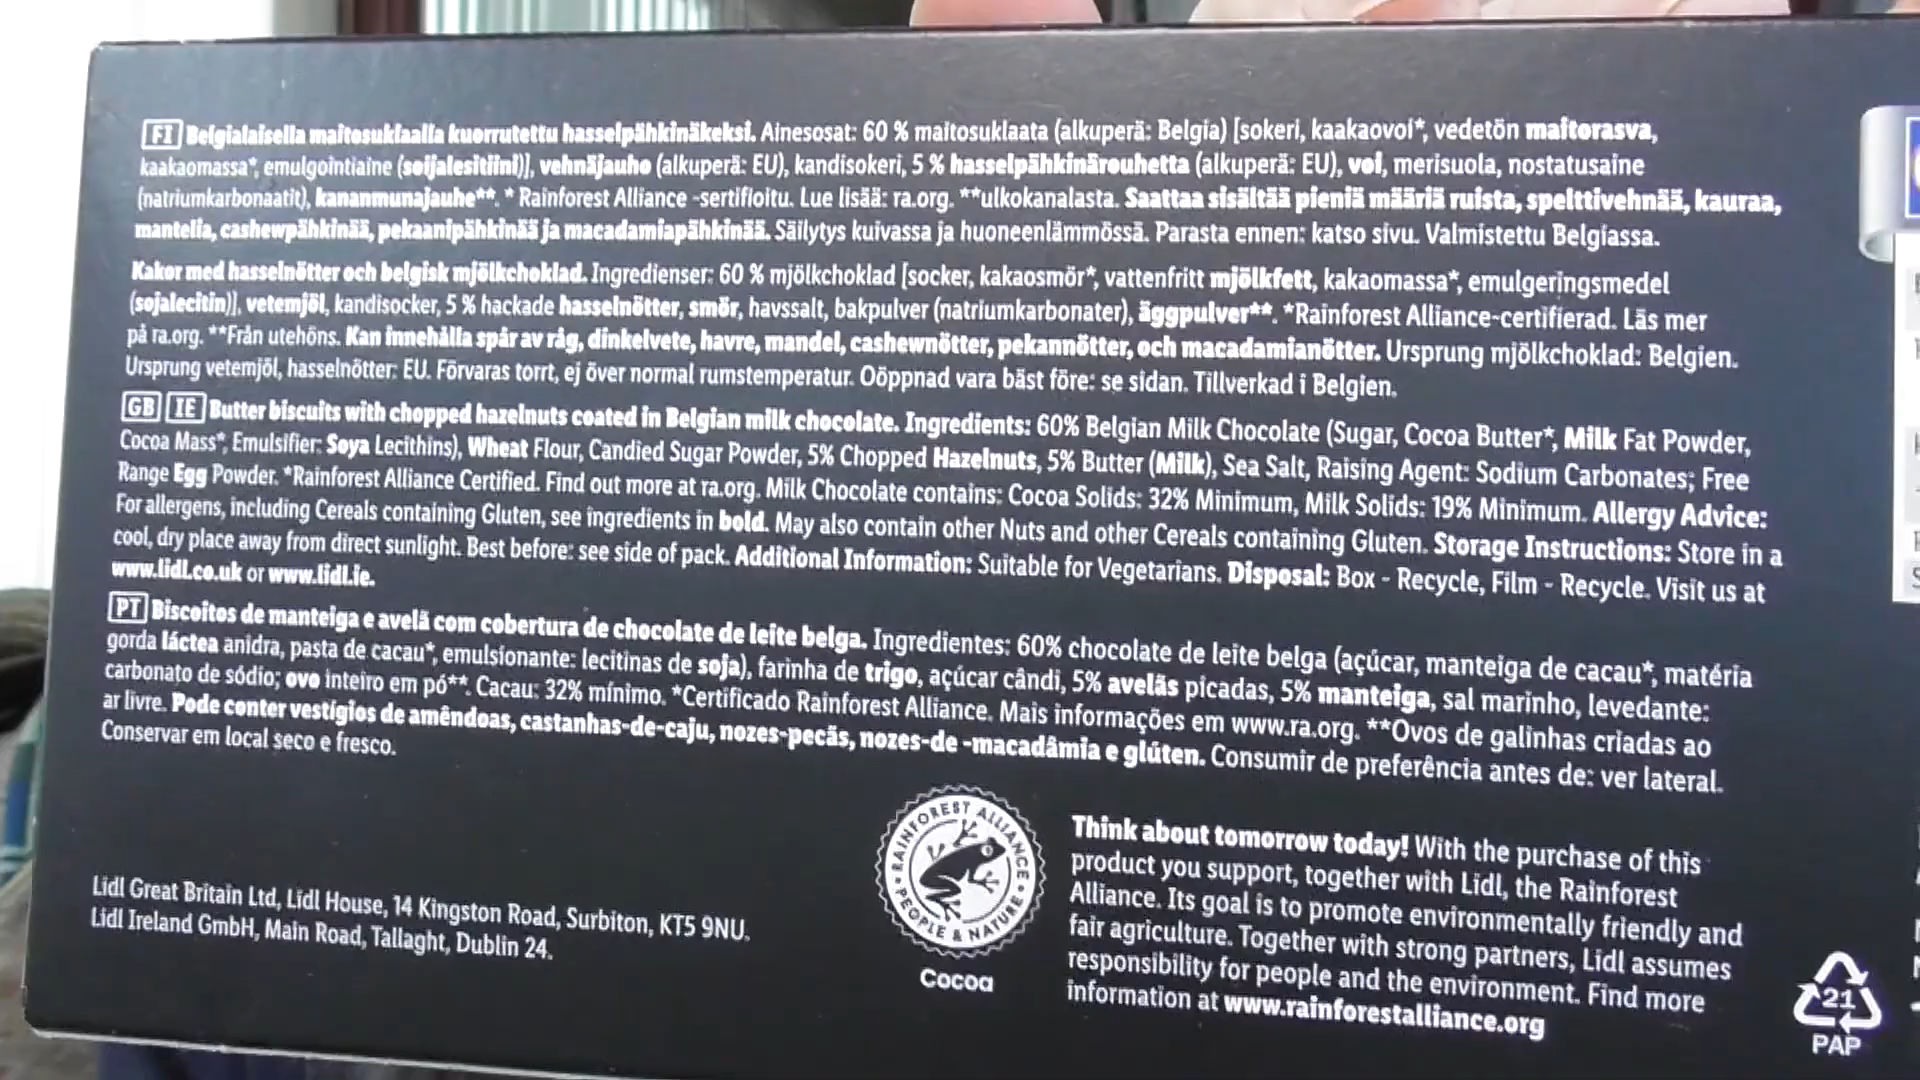 FI Belgialaisella maitosuklaalla kuorrutettu hasselpähkinäkeksi. Ainesosat: 60 % maitosuklaata (alkuperä: Belgia) [sokeri, kaakaovoi*, vedetön maitorasva,
kaakaomassa*, emulgointiaine (soijalesitiini)], vehnäjauho (alkuperä: EU), kandisokeri, 5 % hasselpähkinärouhetta (alkuperä: EU), voi, merisuola, nostatusaine
(natriumkarbonaatit), kananmunajauhe**. * Rainforest Alliance -sertifioitu. Lue lisää: ra.org. **ulkokanalasta. Saattaa sisältää pieniä määriä ruista, spelttivehnää, kauraa,
mantelia, cashewpähkinää, pekaanipähkinää ja macadamiapähkinää. Säilytys kuivassa ja huoneenlämmössä. Parasta ennen: katso sivu. Valmistettu Belgiassa.
Kakor med hasselnötter och belgisk mjölkchoklad. Ingredienser: 60 % mjölkchoklad [socker, kakaosmör*, vattenfritt mjölkfett, kakaomassa*, emulgeringsmedel
(sojalecitin)], vetemjöl, kandisocker, 5 % hackade hasselnötter, smör, havssalt, bakpulver (natriumkarbonater), äggpulver**. *Rainforest Alliance-certifierad. Läs mer
på ra.org. **Från utehöns. Kan innehålla spår av råg, dinkelvete, havre, mandel, cashewnötter, pekannötter, och macadamianötter. Ursprung mjölkchoklad: Belgien.
Ursprung vetemjöl, hasselnötter: EU. Förvaras torrt, ej över normal rumstemperatur. Oöppnad vara bäst före: se sidan. Tillverkad i Belgien.
GB IE Butter biscuits with chopped hazelnuts coated in Belgian milk chocolate. Ingredients: 60% Belgian Milk Chocolate (Sugar, Cocoa Butter*, Milk Fat Powder,
Cocoa Mass*, Emulsifier: Soya Lecithins), Wheat Flour, Candied Sugar Powder, 5% Chopped Hazelnuts, 5% Butter (Milk), Sea Salt, Raising Agent: Sodium Carbonates; Free
Range Egg Powder. *Rainforest Alliance Certified. Find out more at ra.org. Milk Chocolate contains: Cocoa Solids: 32% Minimum, Milk Solids: 19% Minimum. Allergy Advice:
For allergens, including Cereals containing Gluten, see ingredients in bold. May also contain other Nuts and other Cereals containing Gluten. Storage Instructions: Store in a
cool, dry place away from direct sunlight. Best before: see side of pack. Additional Information: Suitable for Vegetarians. Disposal: Box - Recycle, Film - Recycle. Visit us at
www.lidl.co.uk or www.lidl.ie.
PT Biscoitos de manteiga e avelã com cobertura de chocolate de leite belga. Ingredientes: 60% chocolate de leite belga (açúcar, manteiga de cacau*, matéria
gorda láctea anidra, pasta de cacau*, emulsionante: lecitinas de soja), farinha de trigo, açúcar cândi, 5% avelãs picadas, 5% manteiga, sal marinho, levedante:
carbonato de sódio; ovo inteiro em pó**. Cacau: 32% mínimo. *Certificado Rainforest Alliance. Mais informações em www.ra.org. **Ovos de galinhas criadas ao
ar livre. Pode conter vestígios de amêndoas, castanhas-de-caju, nozes-pecãs, nozes-de -macadâmia e glúten. Consumir de preferência antes de: ver lateral.
Conservar em local seco e fresco.
Lidl Great Britain Ltd, Lidl House, 14 Kingston Road, Surbiton, KT5 9NU.
Lidl Ireland GmbH, Main Road, Tallaght, Dublin 24.
RAINFOREST ALLIANCE
PEOPLE & NATURE
Cocoa
Think about tomorrow today! With the purchase of this
product you support, together with Lidl, the Rainforest
Alliance. Its goal is to promote environmentally friendly and
fair agriculture. Together with strong partners, Lidl assumes
responsibility for people and the environment. Find more
information at www.rainforestalliance.org
21
PAP